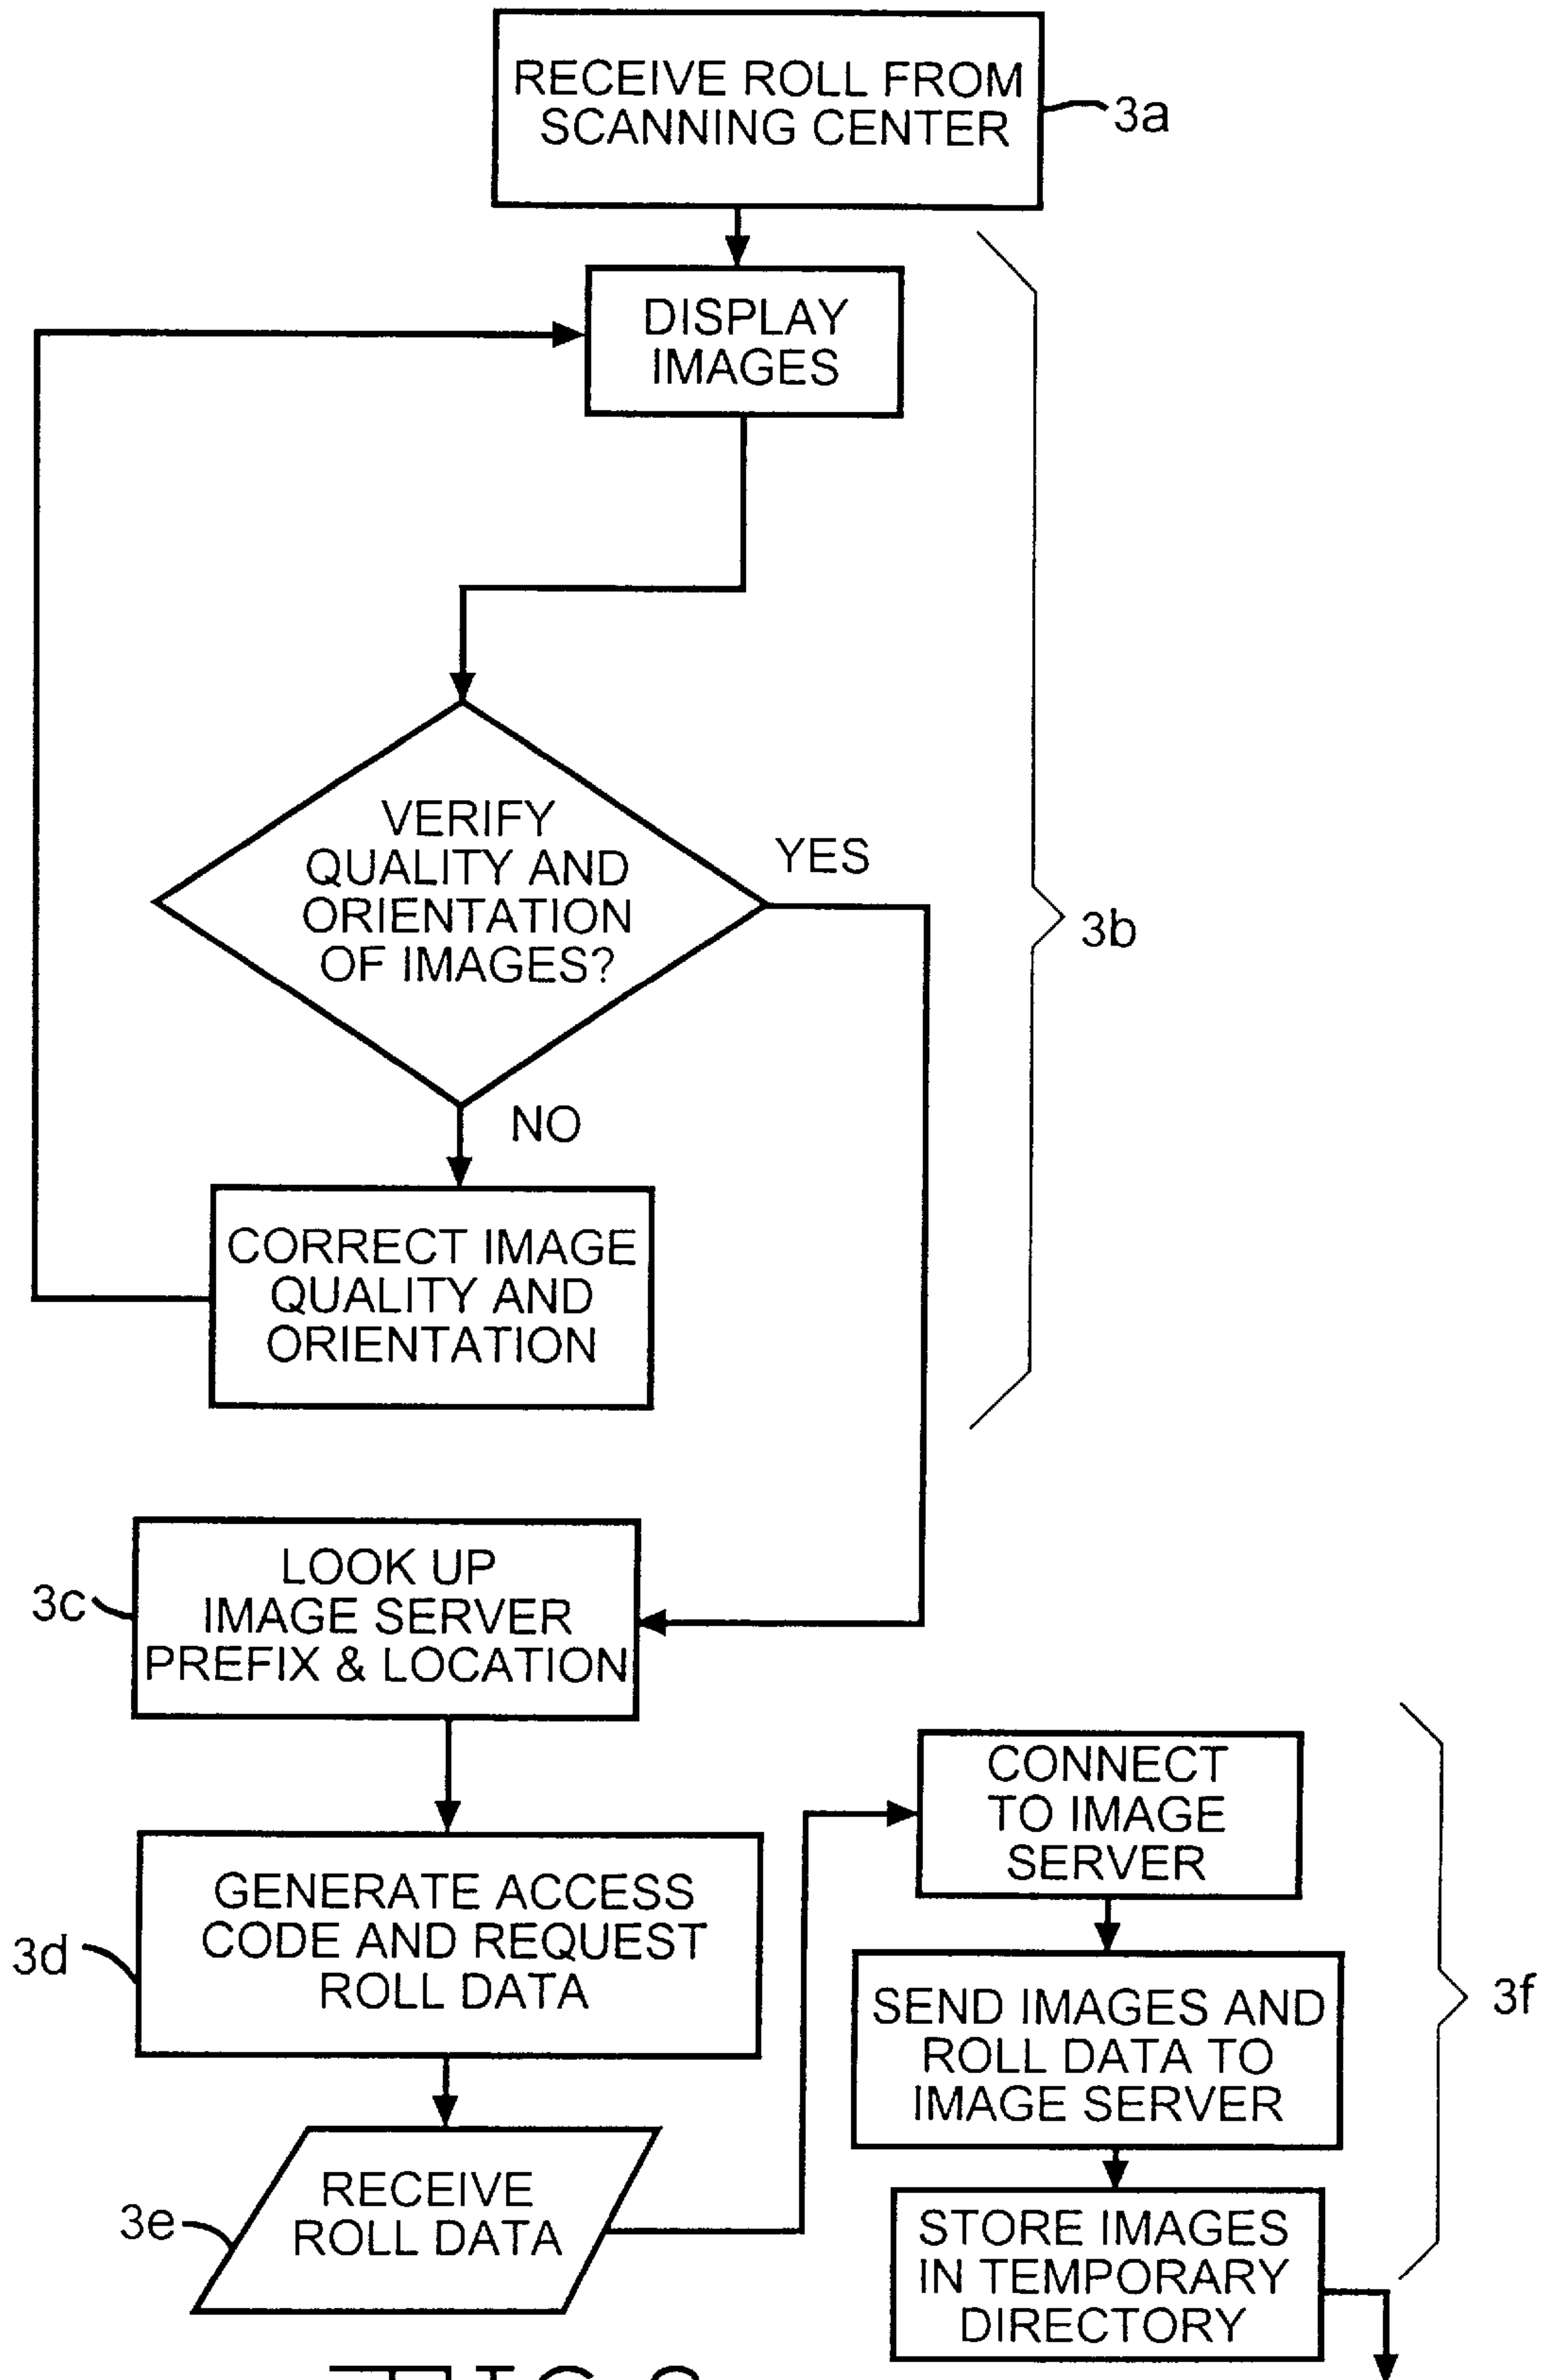 RECEIVE ROLL FROM
SCANNING CENTER
3a
DISPLAY
IMAGES
VERIFY
QUALITY AND
ORIENTATION
OF IMAGES?
YES
3b
NO
CORRECT IMAGE
QUALITY AND
ORIENTATION
3c
LOOK UP
IMAGE SERVER
PREFIX & LOCATION
3d
GENERATE ACCESS
CODE AND REQUEST
ROLL DATA
3e
RECEIVE
ROLL DATA
CONNECT
TO IMAGE
SERVER
SEND IMAGES AND
ROLL DATA TO
IMAGE SERVER
3f
STORE IMAGES
IN TEMPORARY
DIRECTORY